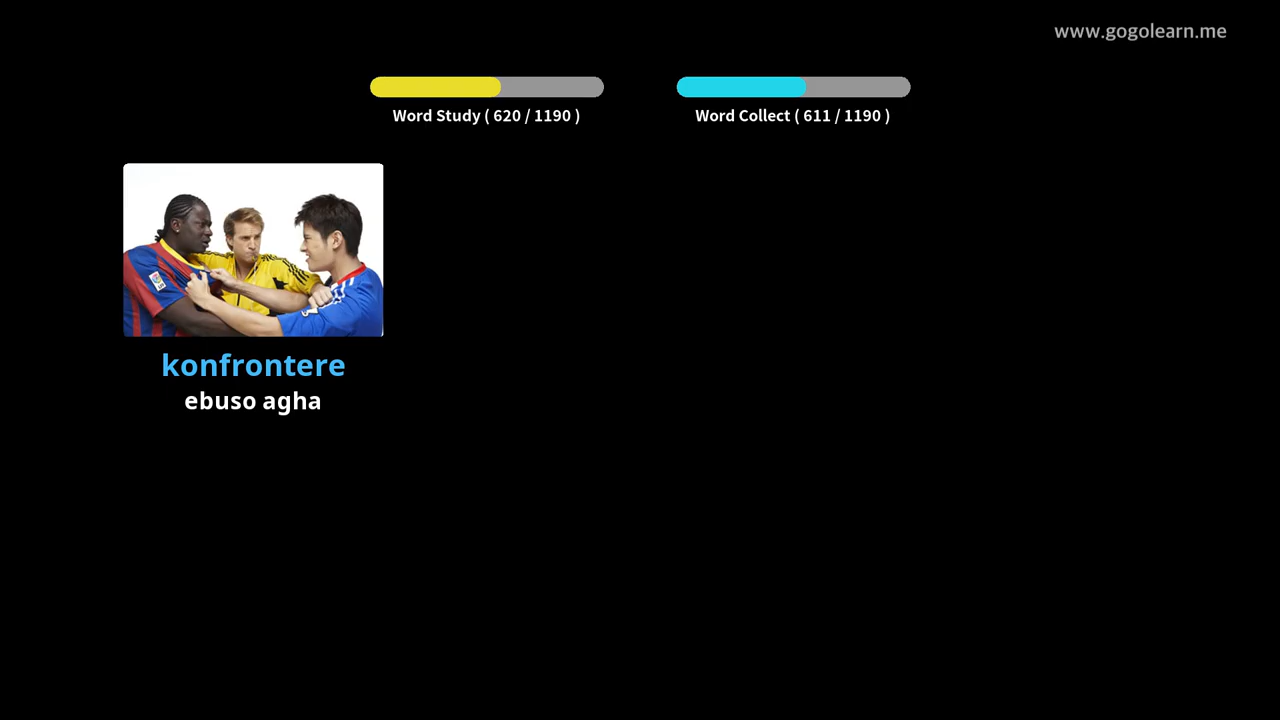 www.gogolearn.me
Word Study ( 620 / 1190 )
Word Collect ( 611 / 1190 )
konfrontere
ebuso agha